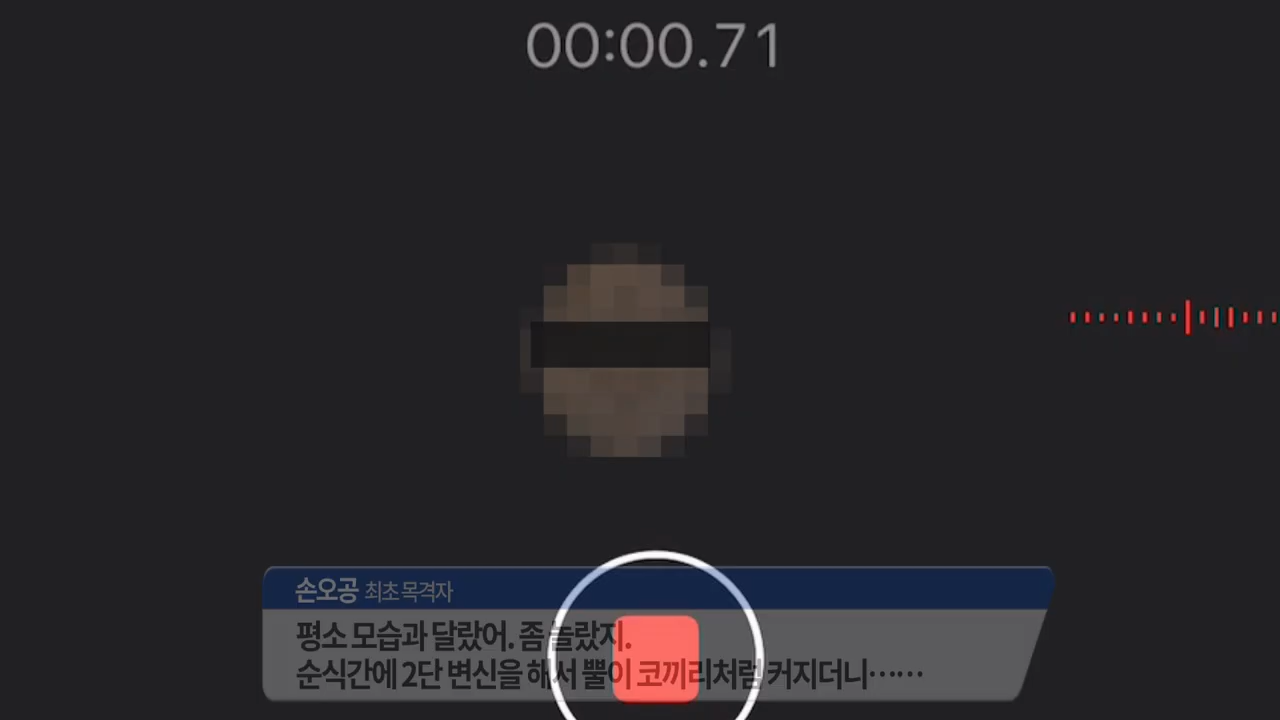 00:00.71
손오공 최초 목격자
평소 모습과 달랐어. 좀 놀랐지.
순식간에 2단 변신을 해서 뿔이 코끼리처럼 커지더니……